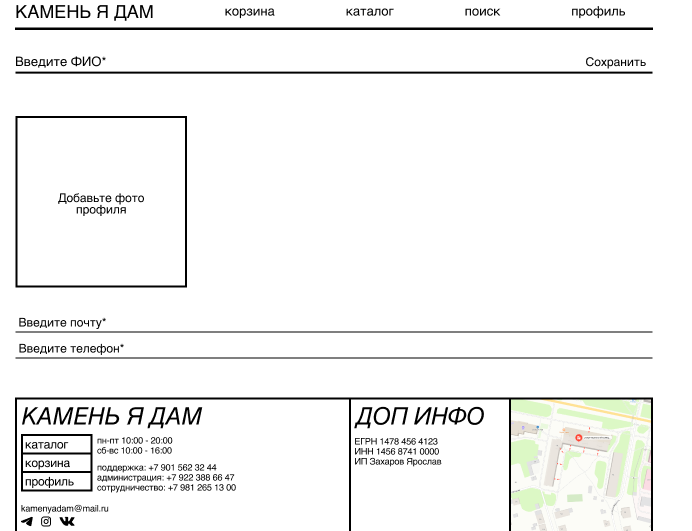 КАМЕНЬ Я ДАМ корзина каталог поиск профиль
Введите ФИО* Сохранить
Добавьте фото
профиля
Введите почту*
Введите телефон*
КАМЕНЬ Я ДАМ
каталог
корзина
профиль
пн-пт 10:00 - 20:00
сб-вс 10:00 - 16:00
поддержка: +7 901 562 32 44
администрация: +7 922 388 66 47
сотрудничество: +7 981 265 13 00
kamenyadam@mail.ru
ДОП ИНФО
ЕГРН 1478 456 4123
ИНН 1456 8741 0000
ИП Захаров Ярослав